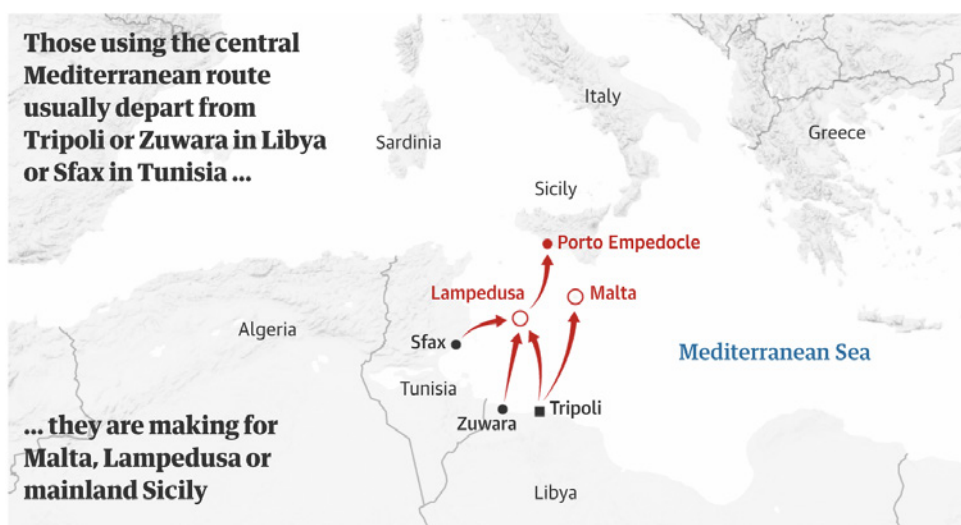 Those using the central
Mediterranean route
usually depart from
Tripoli or Zuwara in Libya
or Sfax in Tunisia ...
Italy
Greece
Sardinia
Sicily
Porto Empedocle
Lampedusa
Malta
Algeria
Sfax
Mediterranean Sea
Tunisia
Zuwara
Tripoli
... they are making for
Malta, Lampedusa or
mainland Sicily
Libya